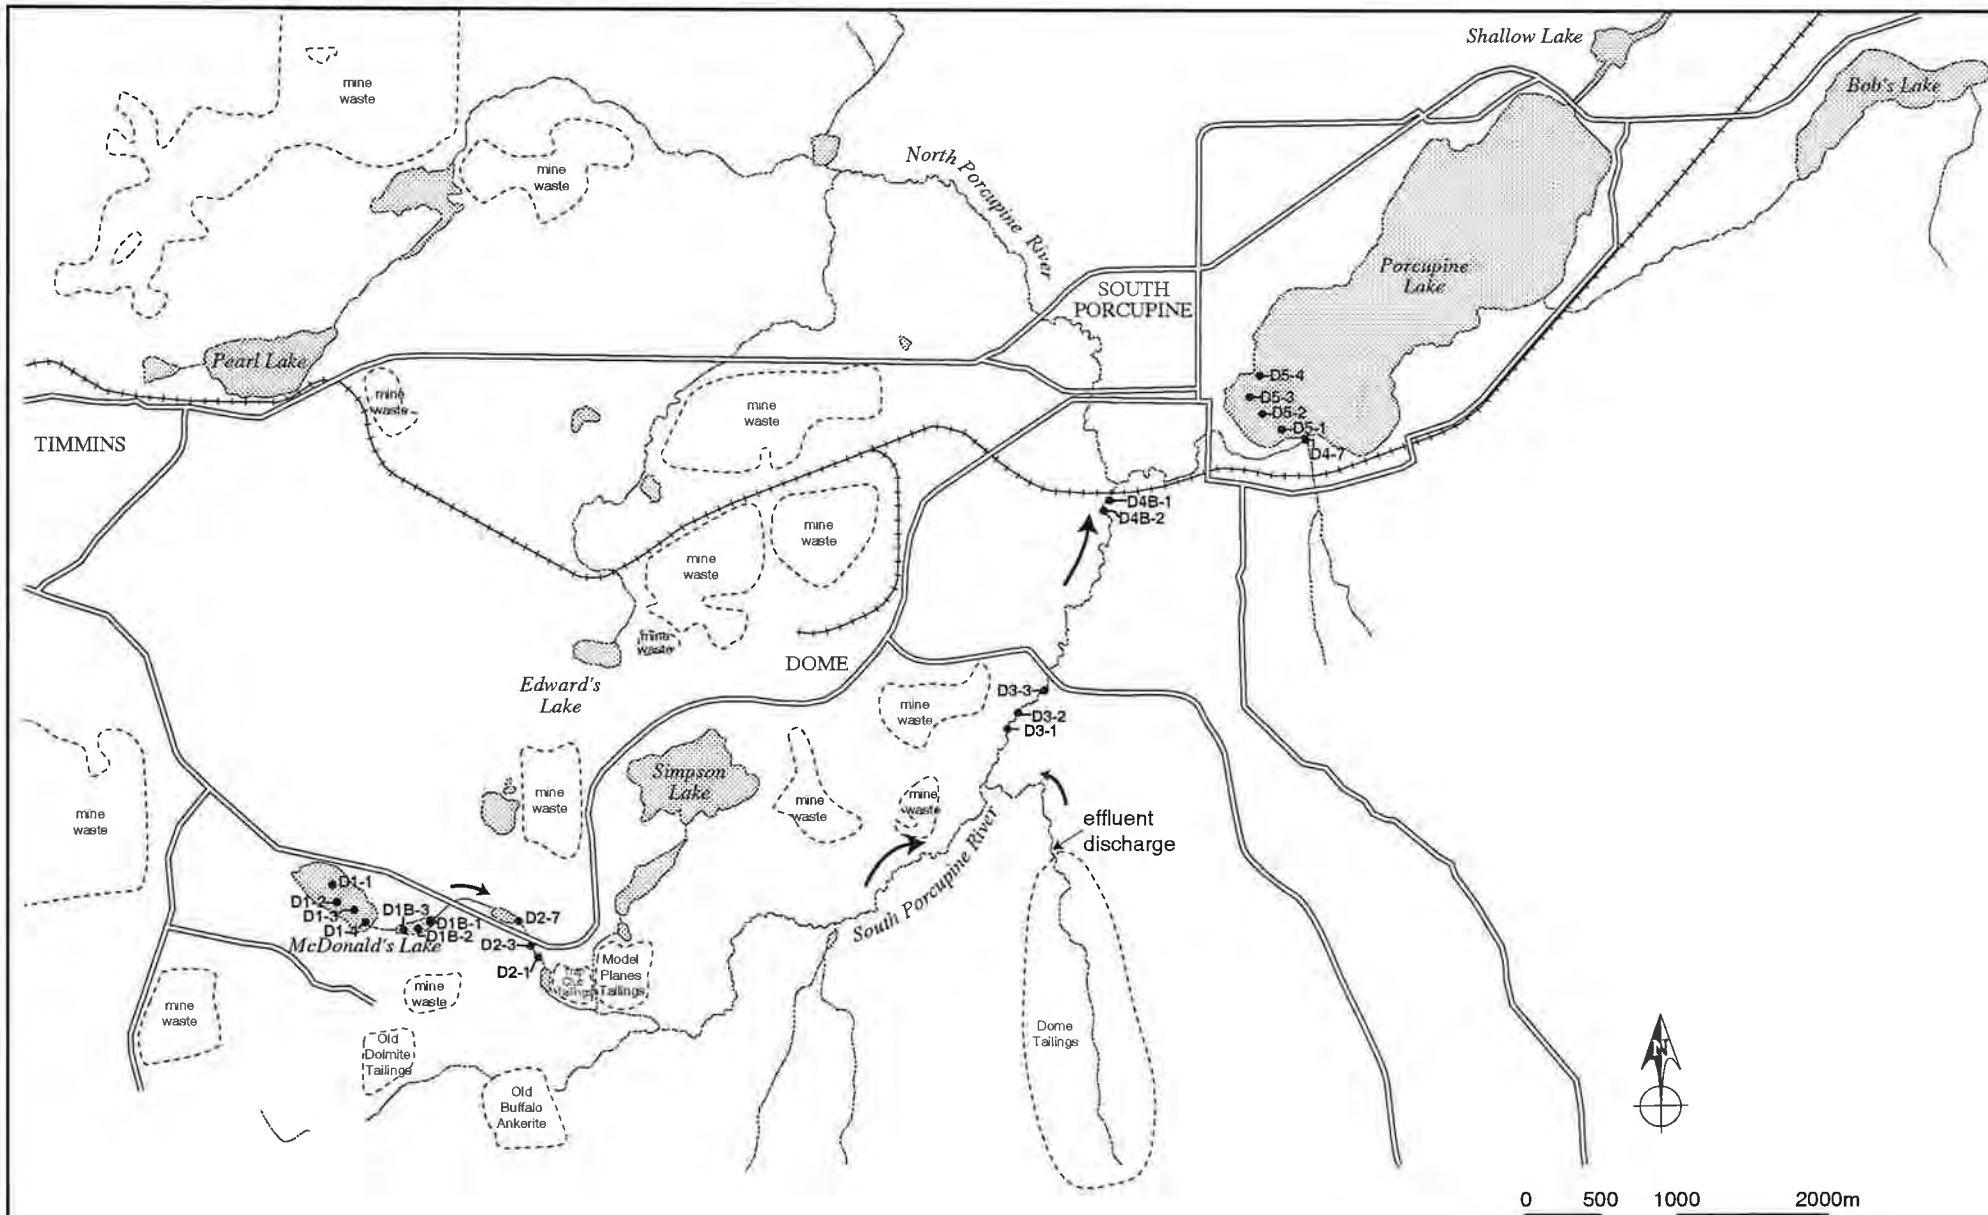 Shallow Lake
Bob's Lake
mine
waste
mine
waste
North Porcupine River
Porcupine
Lake
SOUTH
PORCUPINE
Pearl Lake
mine
waste
D5-4
D5-3
D5-2
D5-1
D4-7
mine
waste
TIMMINS
D4B-1
D4B-2
mine
waste
mine
waste
mine
waste
DOME
Edward's
Lake
D3-3
D3-2
D3-1
mine
waste
Simpson
Lake
mine
waste
mine
waste
mine
waste
mine
waste
effluent
discharge
South Porcupine River
D1-1
D1-2
D1-3
D1-4
D1B-3
D1B-1
D1B-2
McDonald's Lake
D2-7
D2-3
D2-1
Model
Planes
Tailings
Tailings
mine
waste
mine
waste
Old
Dolmite
Tailings
Old
Buffalo
Ankerite
Dome
Tailings
N
0 500 1000 2000m